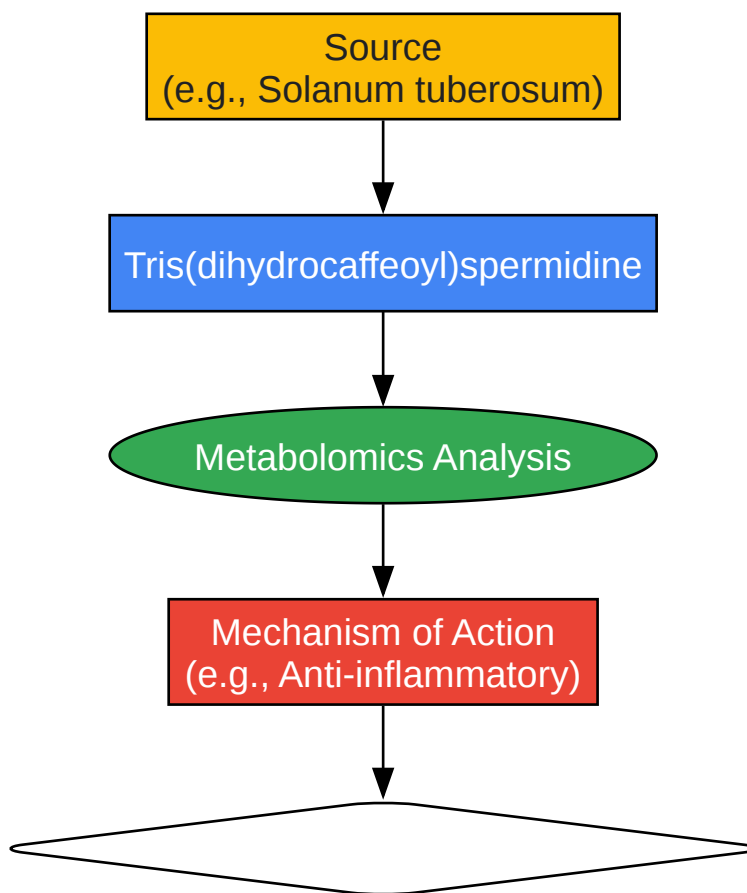 Source
(e.g., Solanum tuberosum)
Tris(dihydrocaffeoyl)spermidine
Metabolomics Analysis
Mechanism of Action
(e.g., Anti-inflammatory)